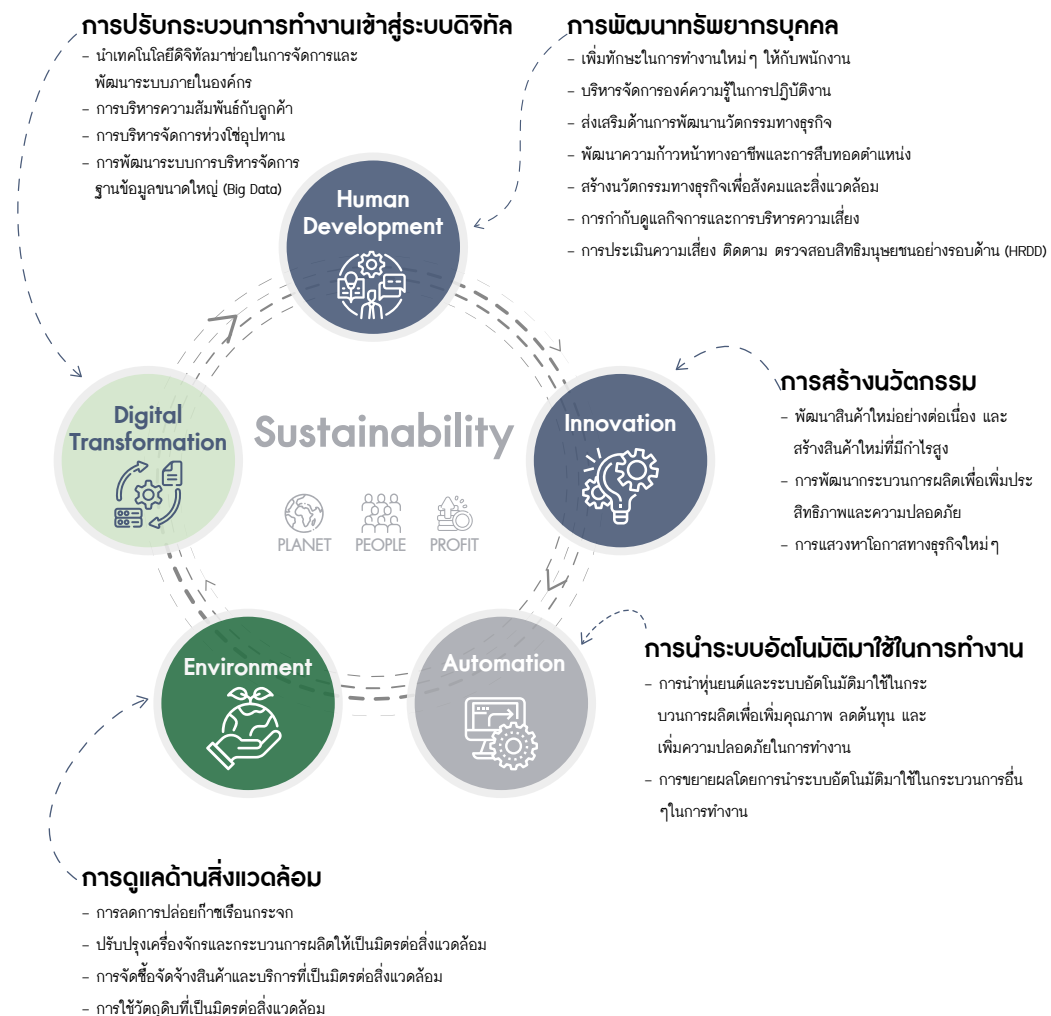 การปรับกระบวนการทำงานเข้าสู่ระบบดิจิทัล
- นำเทคโนโลยีดิจิทัลมาช่วยในการจัดการและ
พัฒนาระบบภายในองค์กร
- การบริหารความสัมพันธ์กับลูกค้า
- การบริหารจัดการห่วงโซ่อุปทาน
- การพัฒนาระบบการบริหารจัดการ
ฐานข้อมูลขนาดใหญ่ (Big Data)
การพัฒนาทรัพยากรบุคคล
- เพิ่มทักษะในการทำงานใหม่ๆ ให้กับพนักงาน
- บริหารจัดการองค์ความรู้ในการปฏิบัติงาน
- ส่งเสริมด้านการพัฒนานวัตกรรมทางธุรกิจ
- พัฒนาความก้าวหน้าทางอาชีพและการสืบทอดตำแหน่ง
- สร้างนวัตกรรมทางธุรกิจเพื่อสังคมและสิ่งแวดล้อม
- การกำกับดูแลกิจการและการบริหารความเสี่ยง
- การประเมินความเสี่ยง ติดตาม ตรวจสอบสิทธิมนุษยชนอย่างรอบด้าน (HRDD)
Human
Development
Digital
Transformation
Sustainability
PLANET PEOPLE PROFIT
Innovation
การสร้างนวัตกรรม
- พัฒนาสินค้าใหม่อย่างต่อเนื่อง และ
สร้างสินค้าใหม่ที่มีกำไรสูง
- การพัฒนากระบวนการผลิตเพื่อเพิ่มประ
สิทธิภาพและความปลอดภัย
- การแสวงหาโอกาสทางธุรกิจใหม่ๆ
Environment
Automation
การนำระบบอัตโนมัติมาใช้ในการทำงาน
- การนำหุ่นยนต์และระบบอัตโนมัติมาใช้ในกระ
บวนการผลิตเพื่อเพิ่มคุณภาพ ลดต้นทุน และ
เพิ่มความปลอดภัยในการทำงาน
- การขยายผลโดยการนำระบบอัตโนมัติมาใช้ในกระบวนการอื่น
ๆในการทำงาน
การดูแลด้านสิ่งแวดล้อม
- การลดการปล่อยก๊าซเรือนกระจก
- ปรับปรุงเครื่องจักรและกระบวนการผลิตให้เป็นมิตรต่อสิ่งแวดล้อม
- การจัดซื้อจัดจ้างสินค้าและบริการที่เป็นมิตรต่อสิ่งแวดล้อม
- การใช้วัตถุดิบที่เป็นมิตรต่อสิ่งแวดล้อม